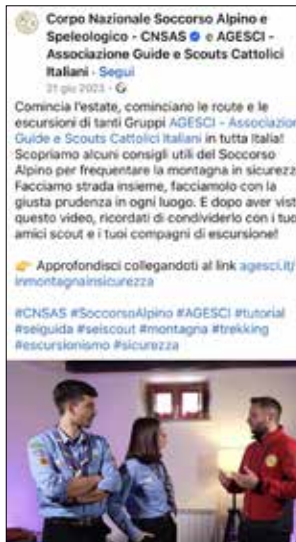 Corpo Nazionale Soccorso Alpino e
Speleologico - CNSAS e AGESCI -
Associazione Guide e Scouts Cattolici
Italiani · Segui
21 giu 2023 ·
Comincia l'estate, cominciano le route e le
escursioni di tanti Gruppi AGESCI - Associazion
Guide e Scouts Cattolici Italiani in tutta Italia!
Scopriamo alcuni consigli utili del Soccorso
Alpino per frequentare la montagna in sicurezz
Facciamo strada insieme, facciamolo con la
giusta prudenza in ogni luogo. E dopo aver vist
questo video, ricordati di condividerlo con i tuo
amici scout e i tuoi compagni di escursione!
👉 Approfondisci collegandoti al link agesci.it/
inmontagnainsicurezza
#CNSAS #SoccorsoAlpino #AGESCI #tutorial
#seiguida #seiscout #montagna #trekking
#escursionismo #sicurezza